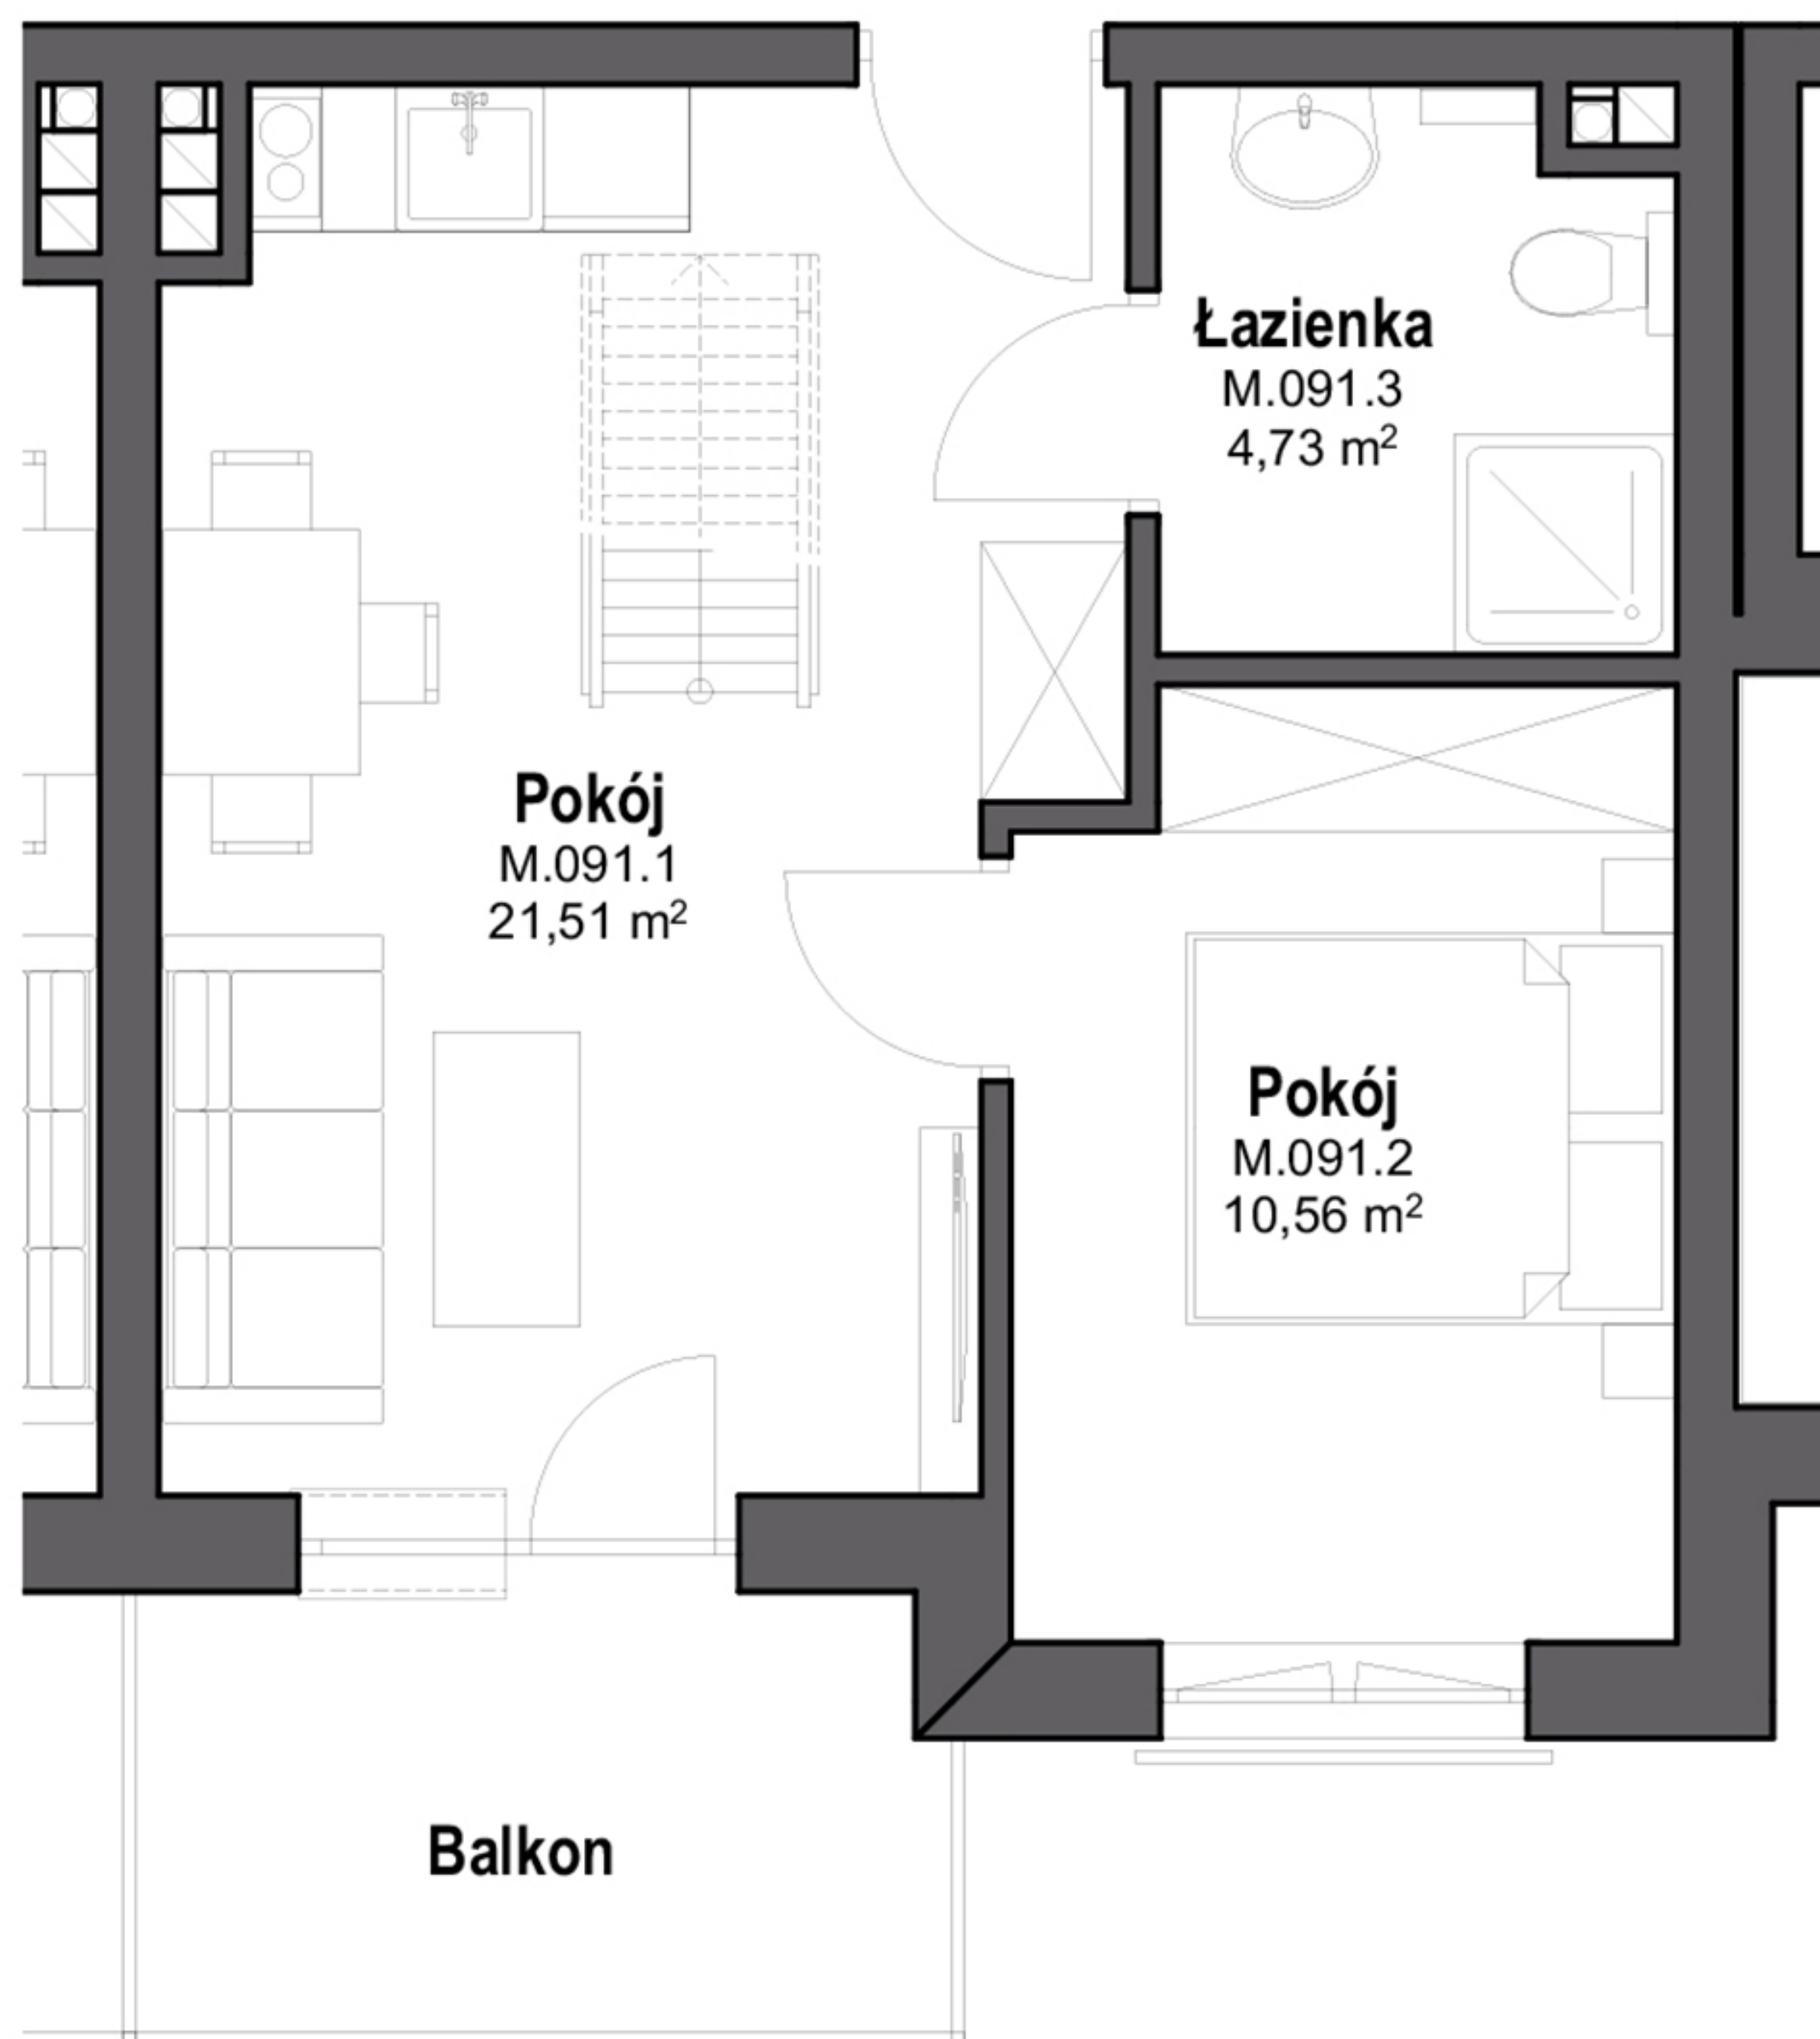 Łazienka
M.091.3
4,73 m²
Pokój
M.091.1
21,51 m²
Pokój
M.091.2
10,56 m²
Balkon